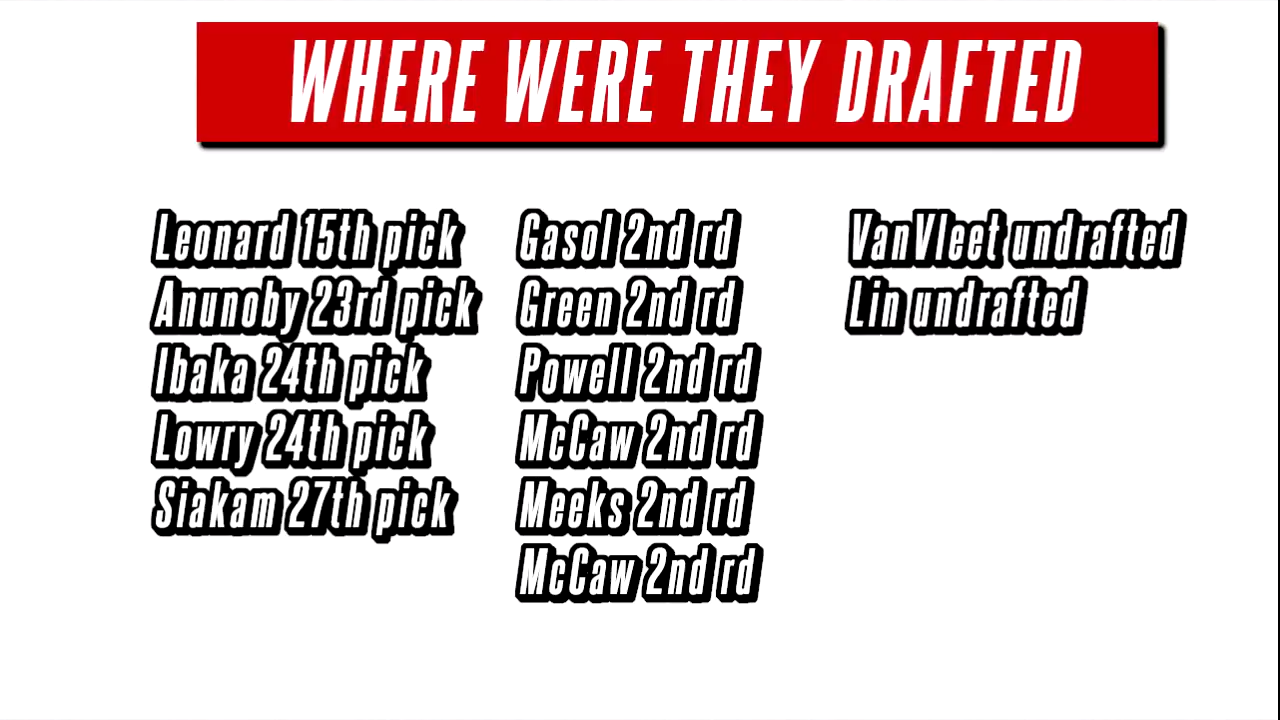 WHERE WERE THEY DRAFTED
Leonard 15th pick
Anunoby 23rd pick
Ibaka 24th pick
Lowry 24th pick
Siakam 27th pick
Gasol 2nd rd
Green 2nd rd
Powell 2nd rd
McCaw 2nd rd
Meeks 2nd rd
McCaw 2nd rd
VanVleet undrafted
Lin undrafted